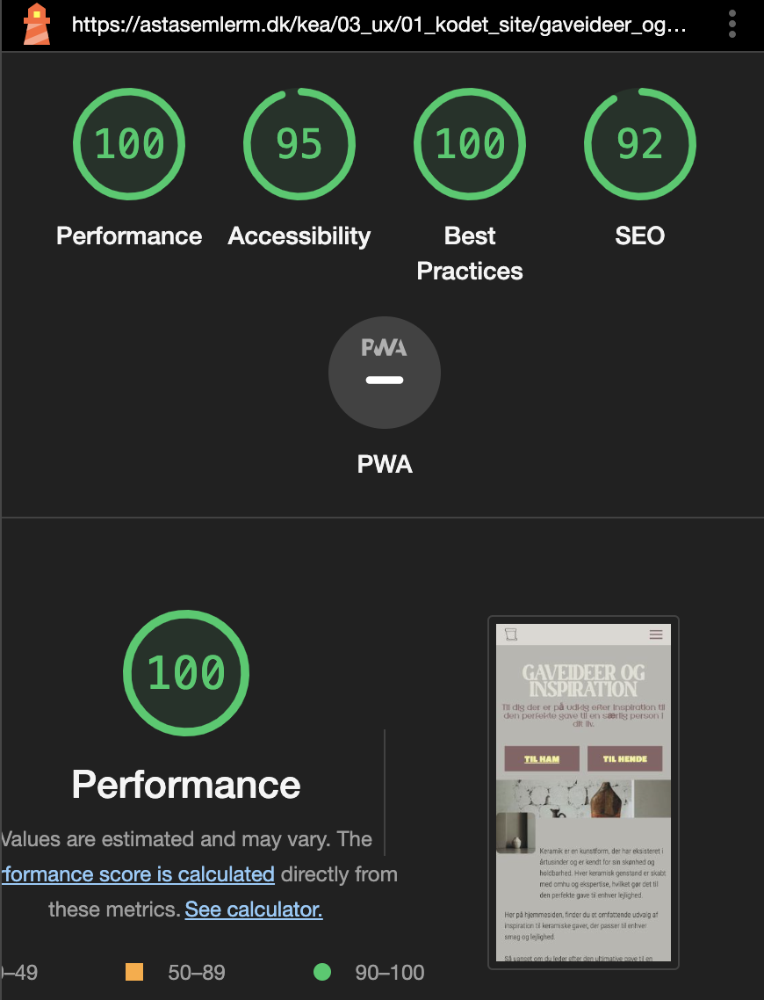 https://astasemlerm.dk/kea/03_ux/01_kodet_site/gaveideer_og…
100
95
100
92
Performance
Accessibility
Best
Practices
SEO
PWA
PWA
100
Performance
Values are estimated and may vary. The
rformance score is calculated directly from
these metrics. See calculator.
–49
50–89
90–100
GAVEIDEER OG
INSPIRATION
Til dig der er på udkig efter inspiration til
den perfekte gave til en særlig person i
dit liv.
TIL HAM
TIL HENDE
Keramik er en kunstform, der har eksisteret i
årtusinder og er kendt for sin skønhed og
holdbarhed. Hver keramisk genstand er skabt
med omhu og ekspertise, hvilket gør det til
den perfekte gave til enhver lejlighed.
Her på hjemmesiden, finder du et omfattende udvalg af
inspiration til keramiske gaver, der passer til enhver
smag og lejlighed.
Så uanset om du leder efter den ultimative gave til en